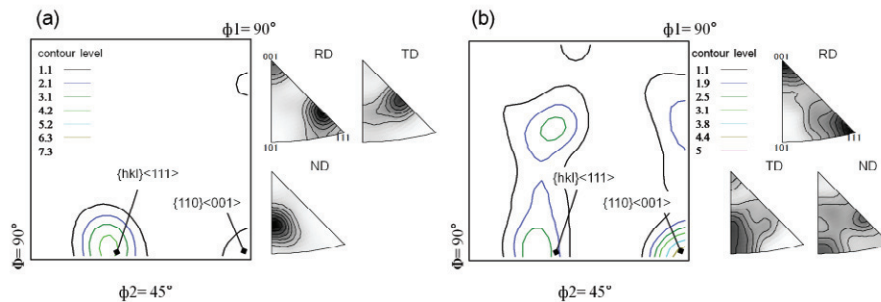 (a)
ϕ1= 90°
contour level
1.1
2.1
3.1
4.2
5.2
6.3
7.3
{hkl}<111>
{110}<001>
Φ= 90°
ϕ2= 45°
RD
001
101
111
TD
ND
(b)
ϕ1= 90°
{hkl}<111>
{110}<001>
Φ= 90°
ϕ2= 45°
contour level
1.1
1.9
2.5
3.1
3.8
4.4
5
RD
001
101
111
TD
ND